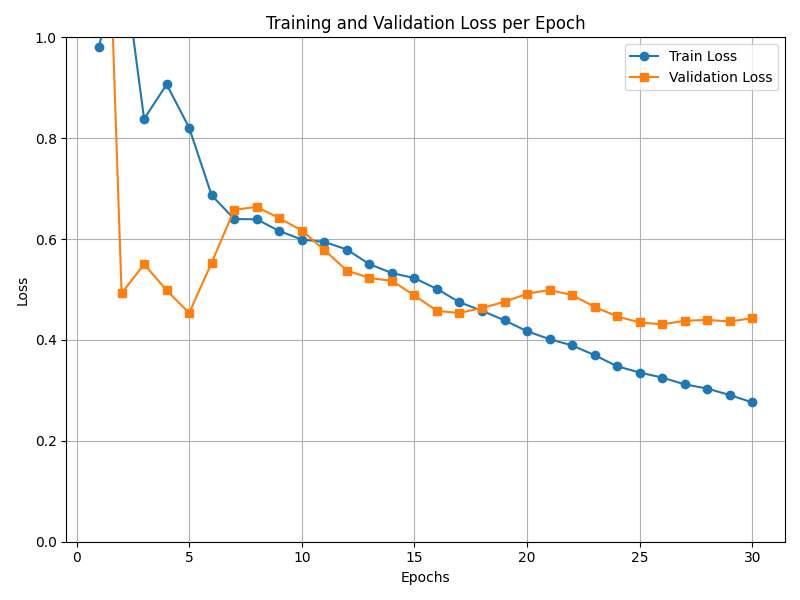 Training and Validation Loss per Epoch
Train Loss
Validation Loss
1.0
0.8
0.6
0.4
0.2
0.0
Loss
0 5 10 15 20 25 30
Epochs